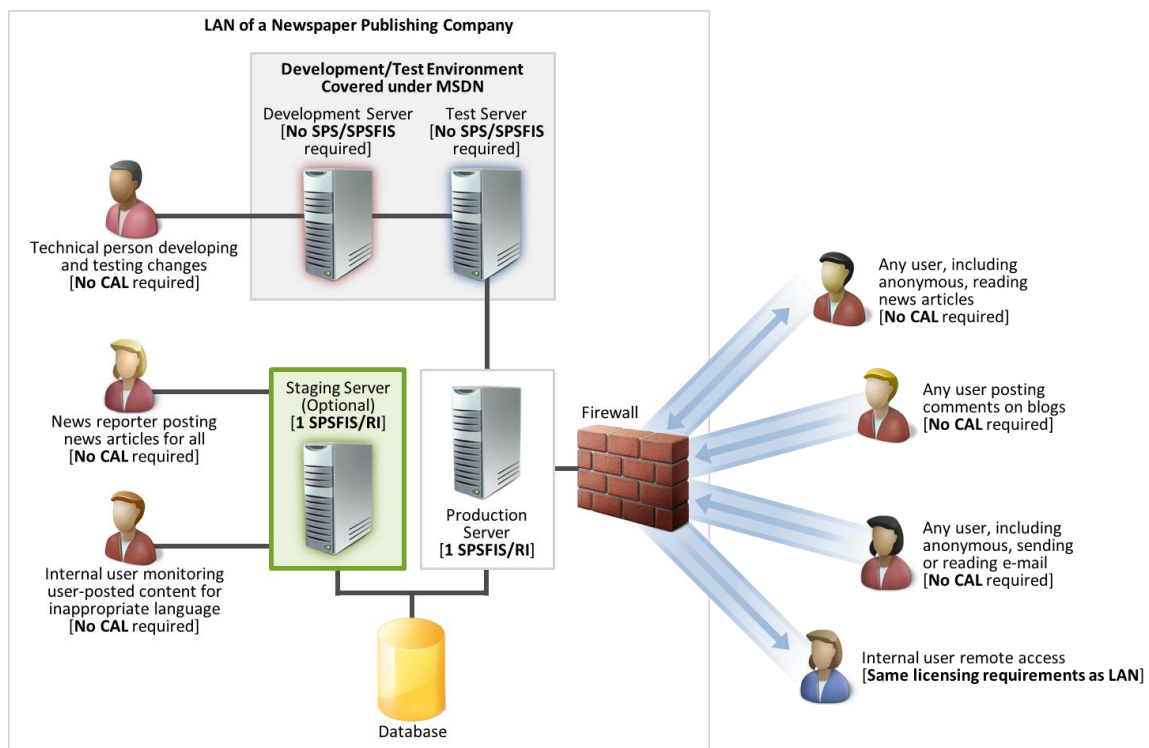 LAN of a Newspaper Publishing Company
Development/Test Environment
Covered under MSDN
Development Server
[No SPS/SPSFIS
required]
Test Server
[No SPS/SPSFIS
required]
Technical person developing
and testing changes
[No CAL required]
News reporter posting
news articles for all
[No CAL required]
Internal user monitoring
user-posted content for
inappropriate language
[No CAL required]
Staging Server
(Optional)
[1 SPSFIS/RI]
Production
Server
[1 SPSFIS/RI]
Database
Firewall
Any user, including
anonymous, reading
news articles
[No CAL required]
Any user posting
comments on blogs
[No CAL required]
Any user, including
anonymous, sending
or reading e-mail
[No CAL required]
Internal user remote access
[Same licensing requirements as LAN]